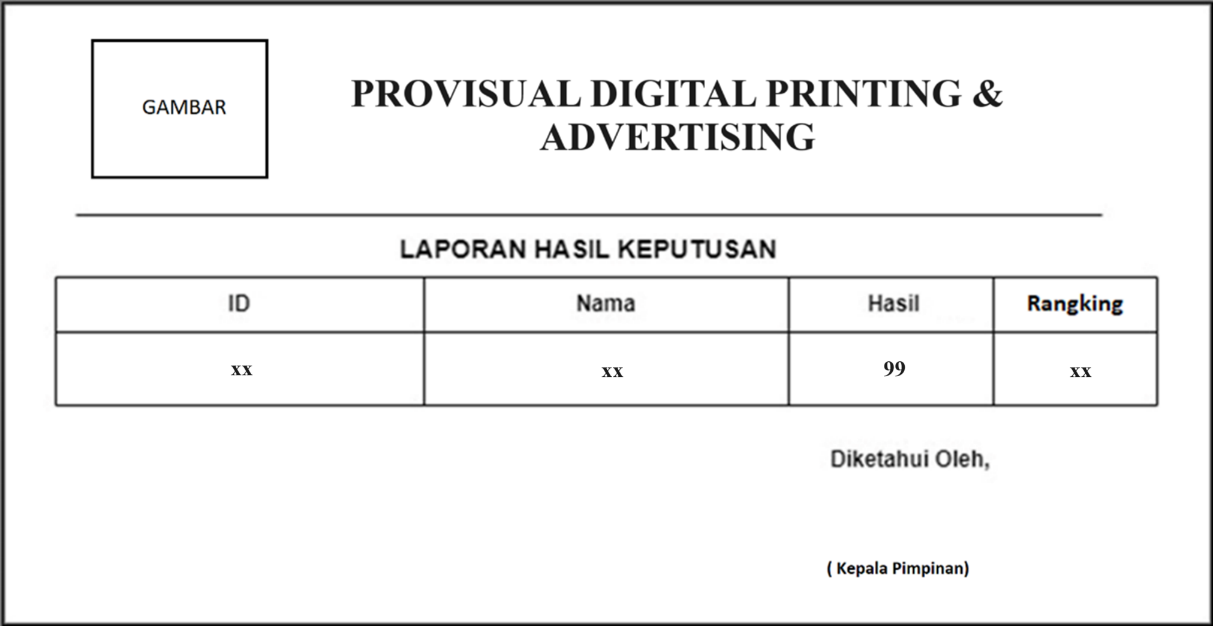 GAMBAR
PROVISUAL DIGITAL PRINTING &
ADVERTISING
LAPORAN HASIL KEPUTUSAN
ID Nama Hasil Rangking
xx xx 99 xx
Diketahui Oleh,
( Kepala Pimpinan)